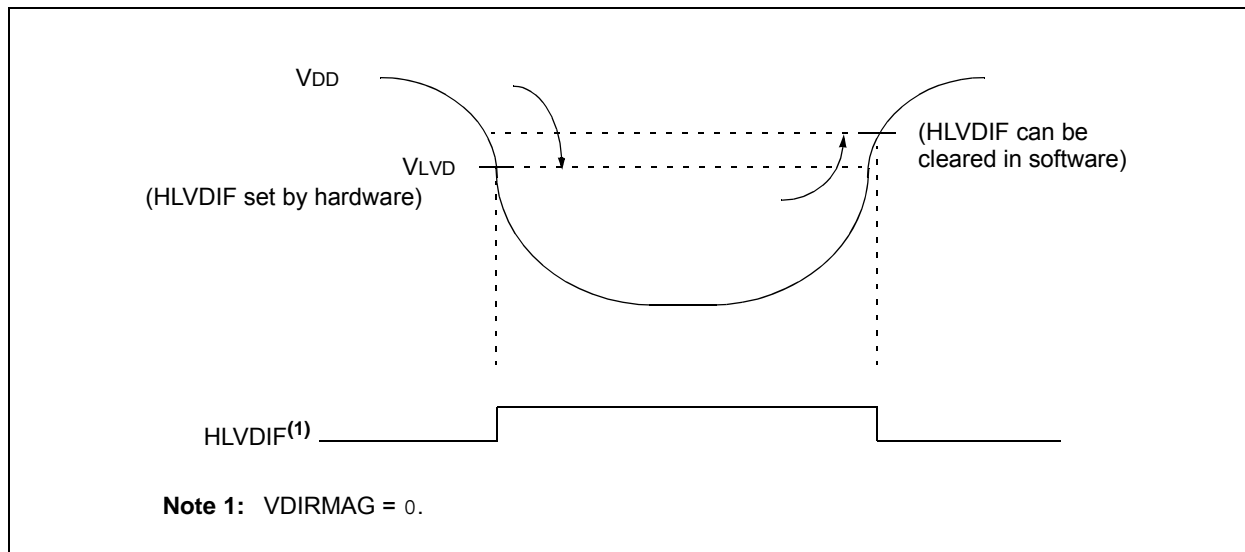 VDD
(HLVDIF can be
cleared in software)
VLVD
(HLVDIF set by hardware)
HLVDIF(1)
Note 1: VDIRMAG = 0.